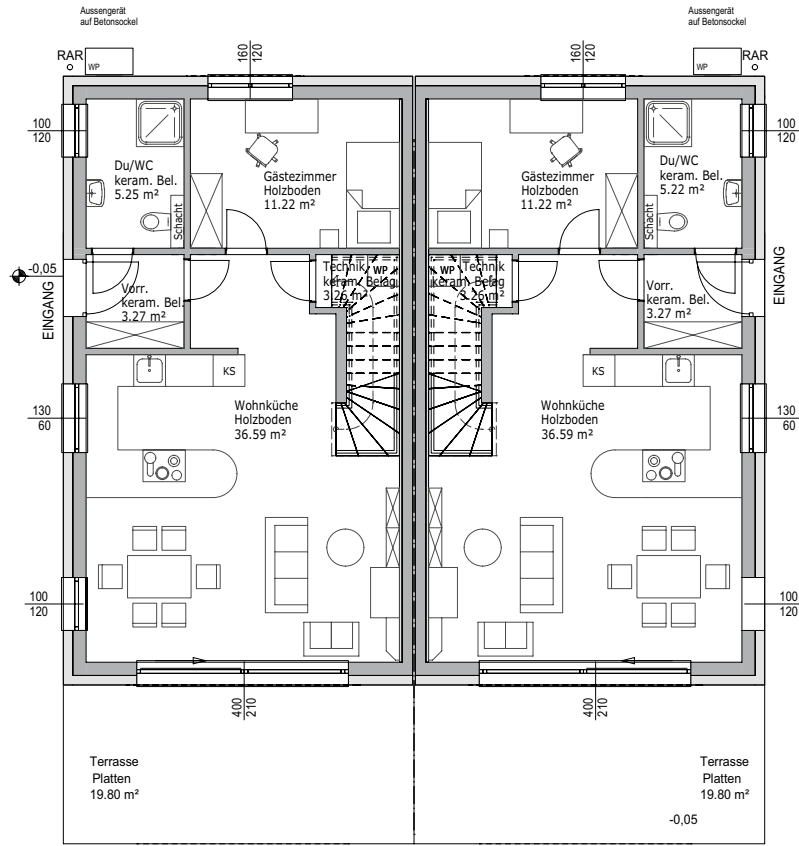 Aussengerät
auf Betonsockel
Aussengerät
auf Betonsockel
RAR
WP
160
120
160
120
WP
RAR
100
120
100
120
Du/WC
keram. Bel.
5.25 m²
Schacht
Gästezimmer
Holzboden
11.22 m²
Gästezimmer
Holzboden
11.22 m²
Du/WC
keram. Bel.
5.22 m²
Schacht
-0,05
EINGANG
Vorr.
keram. Bel.
3.27 m²
Technik
keram. Belag
3.26 m²
WP
WP
Technik
keram. Belag
3.26 m²
Vorr.
keram. Bel.
3.27 m²
EINGANG
KS
KS
130
60
Wohnküche
Holzboden
36.59 m²
Wohnküche
Holzboden
36.59 m²
130
60
100
120
100
120
400
210
400
210
Terrasse
Platten
19.80 m²
Terrasse
Platten
19.80 m²
-0,05